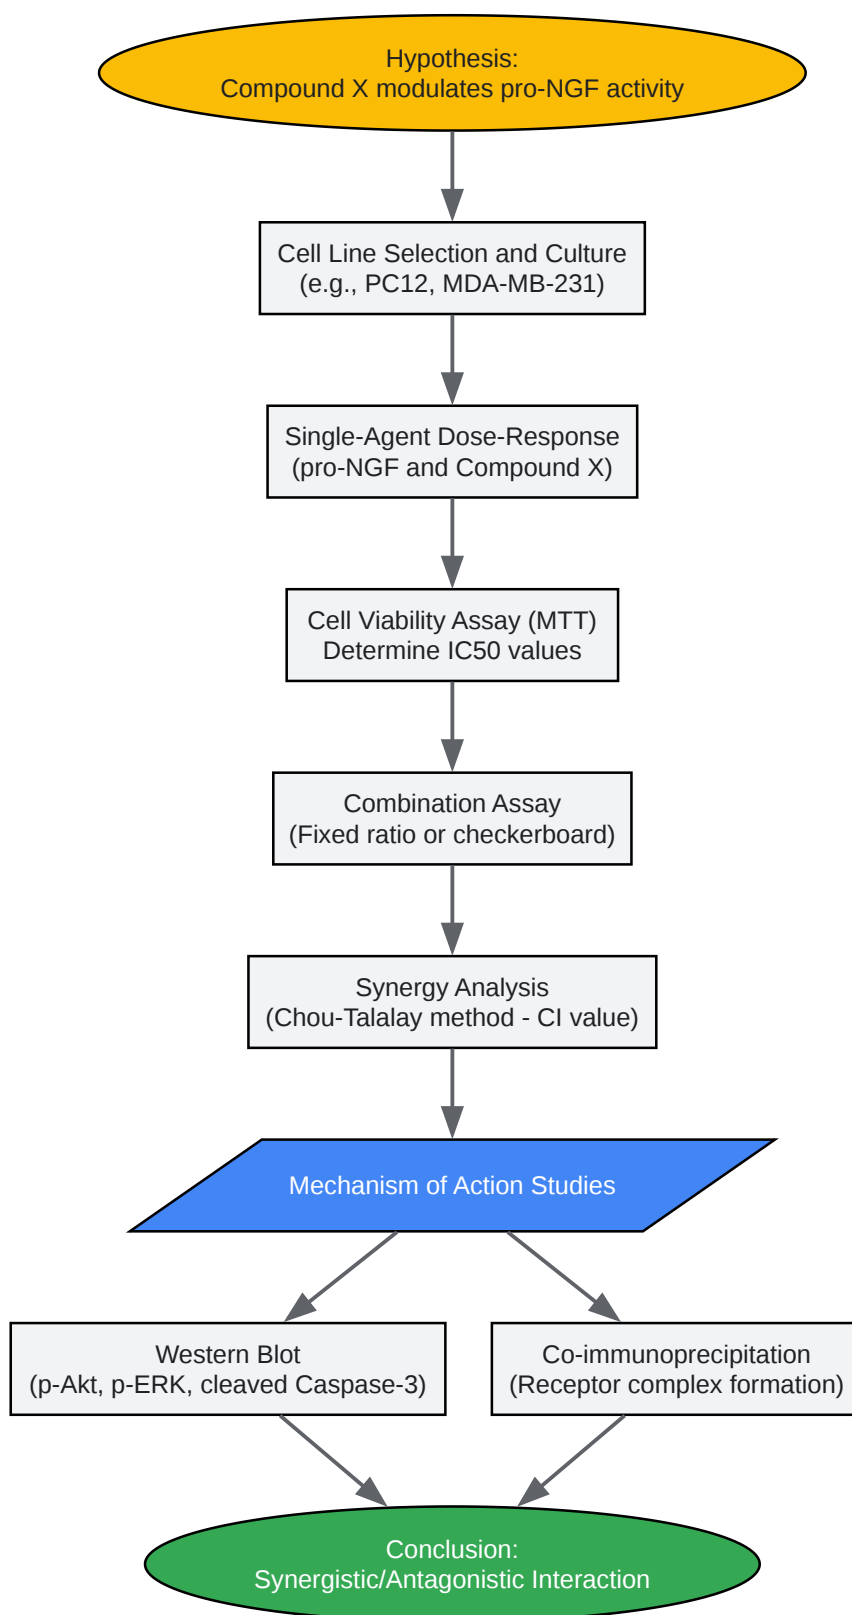 Hypothesis:
Compound X modulates pro-NGF activity
Cell Line Selection and Culture
(e.g., PC12, MDA-MB-231)
Single-Agent Dose-Response
(pro-NGF and Compound X)
Cell Viability Assay (MTT)
Determine IC50 values
Combination Assay
(Fixed ratio or checkerboard)
Synergy Analysis
(Chou-Talalay method - CI value)
Mechanism of Action Studies
Western Blot
(p-Akt, p-ERK, cleaved Caspase-3)
Co-immunoprecipitation
(Receptor complex formation)
Conclusion:
Synergistic/Antagonistic Interaction